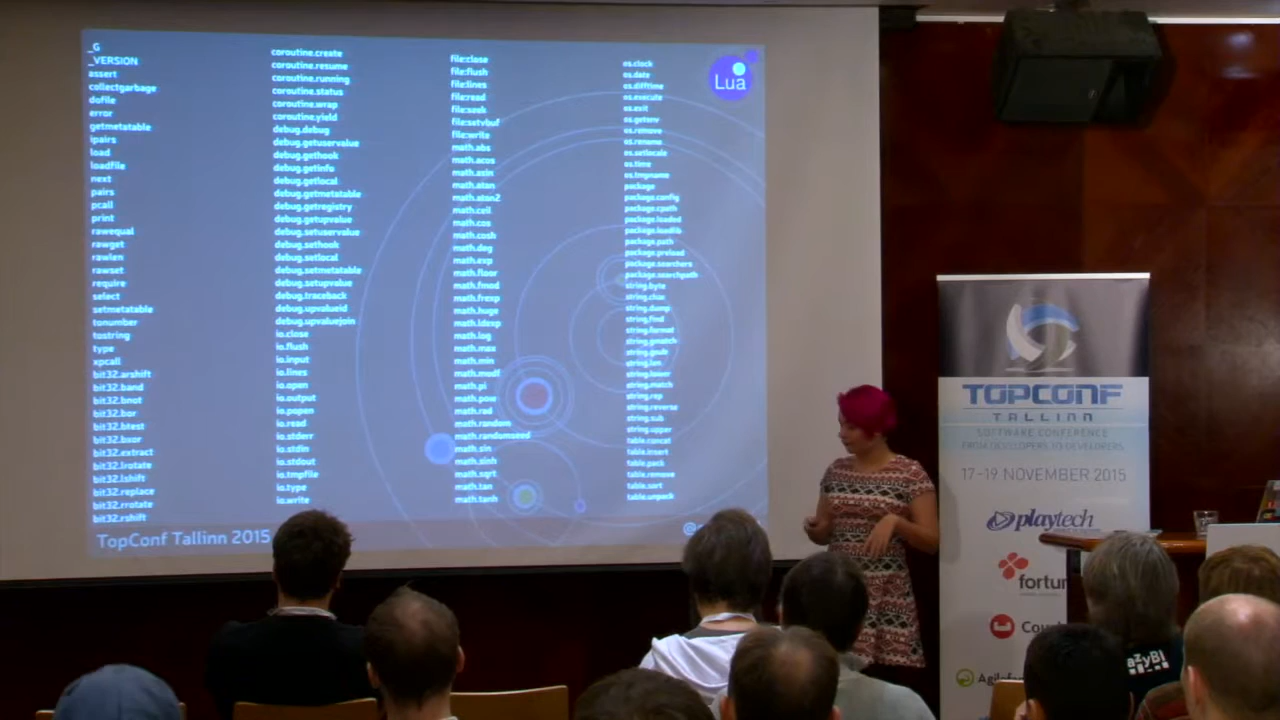 _G
_VERSION
assert
collectgarbage
dofile
error
getmetatable
ipairs
load
loadfile
next
pairs
pcall
print
rawequal
rawget
rawlen
rawset
require
select
setmetatable
tonumber
tostring
type
xpcall
bit32.arshift
bit32.band
bit32.bnot
bit32.bor
bit32.btest
bit32.bxor
bit32.extract
bit32.lrotate
bit32.lshift
bit32.replace
bit32.rrotate
bit32.rshift
coroutine.create
coroutine.resume
coroutine.running
coroutine.status
coroutine.wrap
coroutine.yield
debug.debug
debug.getuservalue
debug.gethook
debug.getinfo
debug.getlocal
debug.getmetatable
debug.getregistry
debug.getupvalue
debug.setuservalue
debug.sethook
debug.setlocal
debug.setmetatable
debug.setupvalue
debug.traceback
debug.upvalueid
debug.upvaluejoin
io.close
io.flush
io.input
io.lines
io.open
io.output
io.popen
io.read
io.stderr
io.stdin
io.stdout
io.tmpfile
io.type
io.write
file:close
file:flush
file:lines
file:read
file:seek
file:setvbuf
file:write
math.abs
math.acos
math.asin
math.atan
math.atan2
math.ceil
math.cos
math.cosh
math.deg
math.exp
math.floor
math.fmod
math.frexp
math.huge
math.ldexp
math.log
math.max
math.min
math.modf
math.pi
math.pow
math.rad
math.random
math.randomseed
math.sin
math.sinh
math.sqrt
math.tan
math.tanh
os.clock
os.date
os.difftime
os.execute
os.exit
os.getenv
os.remove
os.rename
os.setlocale
os.time
os.tmpname
package
package.config
package.cpath
package.loaded
package.loadlib
package.path
package.preload
package.searchers
package.searchpath
string.byte
string.char
string.dump
string.find
string.format
string.gmatch
string.gsub
string.len
string.lower
string.match
string.rep
string.reverse
string.sub
string.upper
table.concat
table.insert
table.pack
table.remove
table.sort
table.unpack
Lua
TopConf Tallinn 2015
TOPCONF
TALLINN
SOFTWARE CONFERENCE
FROM DEVELOPERS TO DEVELOPERS
17-19 NOVEMBER 2015
playtech